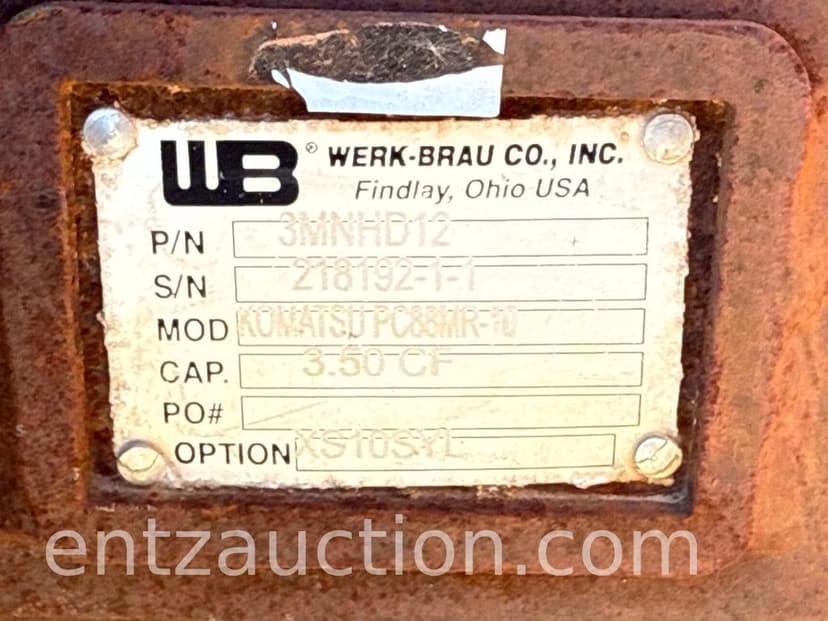 WB® WERK-BRAU CO., INC.
Findlay, Ohio USA
P/N 3MNHD12
S/N 218192-1-1
MOD KOMATSU PC88MR-10
CAP. 3.50 CF
PO#
OPTION XS10SYL
entzauction.com